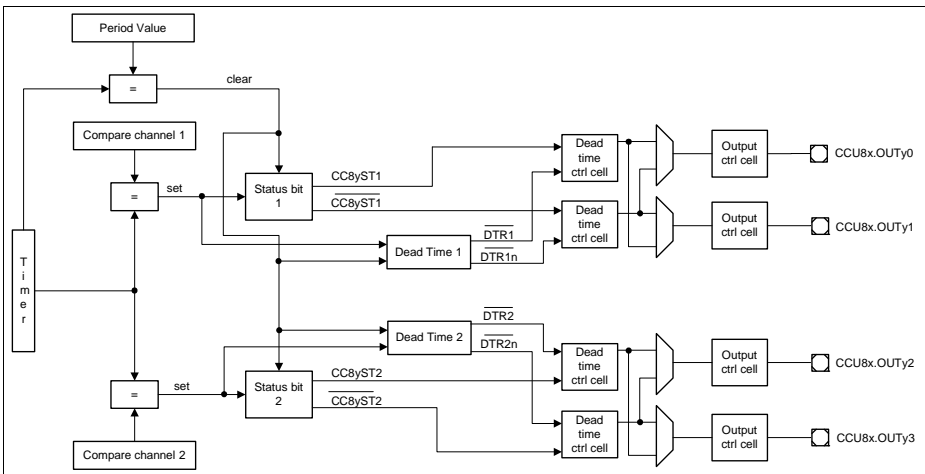 Period Value
=
clear
Compare channel 1
=
set
Status bit
1
CC8yST1
CC8yST1
Dead
time
ctrl cell
Dead
time
ctrl cell
Output
ctrl cell
CCU8x.OUTy0
Output
ctrl cell
CCU8x.OUTy1
Timer
Dead Time 1
DTR1
DTR1n
Dead Time 2
DTR2
DTR2n
=
set
Status bit
2
CC8yST2
CC8yST2
Dead
time
ctrl cell
Dead
time
ctrl cell
Output
ctrl cell
CCU8x.OUTy2
Output
ctrl cell
CCU8x.OUTy3
Compare channel 2